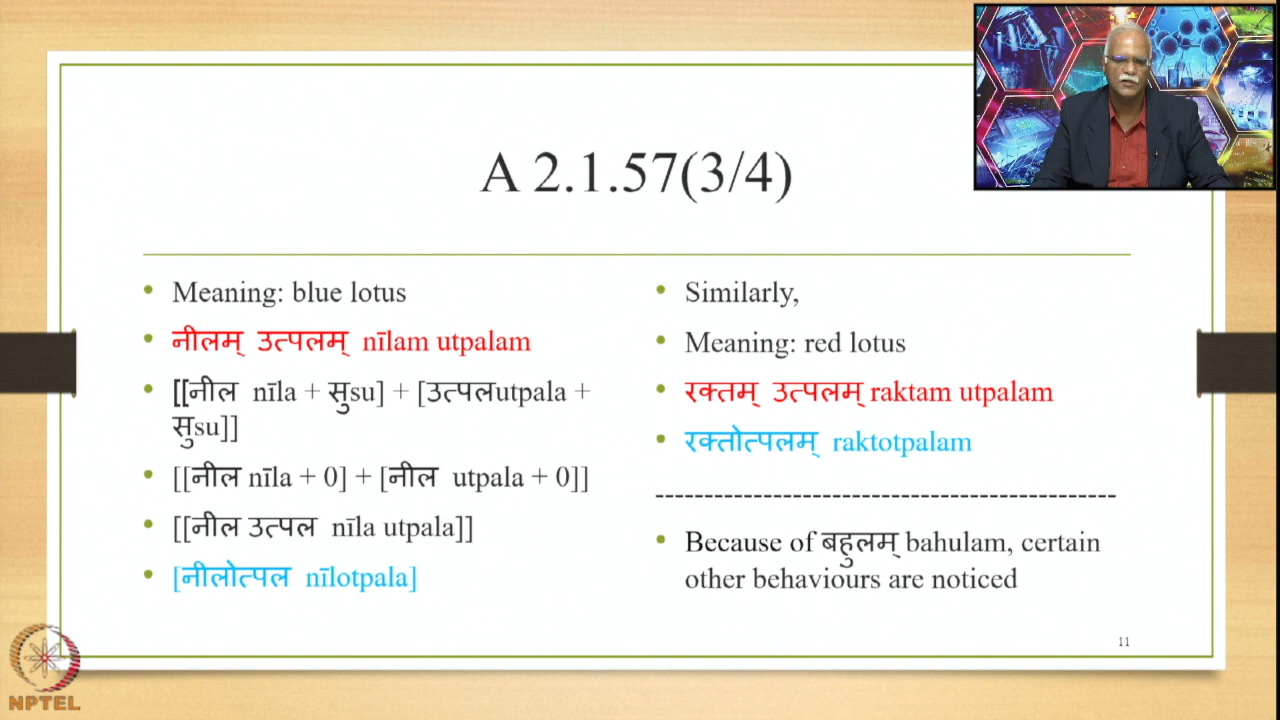 A 2.1.57(3/4)
Meaning: blue lotus
नीलम् उत्पलम् nīlam utpalam
[[नील nīla + सुsu] + [उत्पलutpala +
सुsu]]
[[नील nīla + 0] + [नील utpala + 0]]
[[नील उत्पल nīla utpala]]
[नीलोत्पल nīlotpala]
Similarly,
Meaning: red lotus
रक्तम् उत्पलम् raktam utpalam
रक्तोत्पलम् raktotpalam
-----------------------------------------------
Because of बहुलम् bahulam, certain
other behaviours are noticed
11
NPTEL